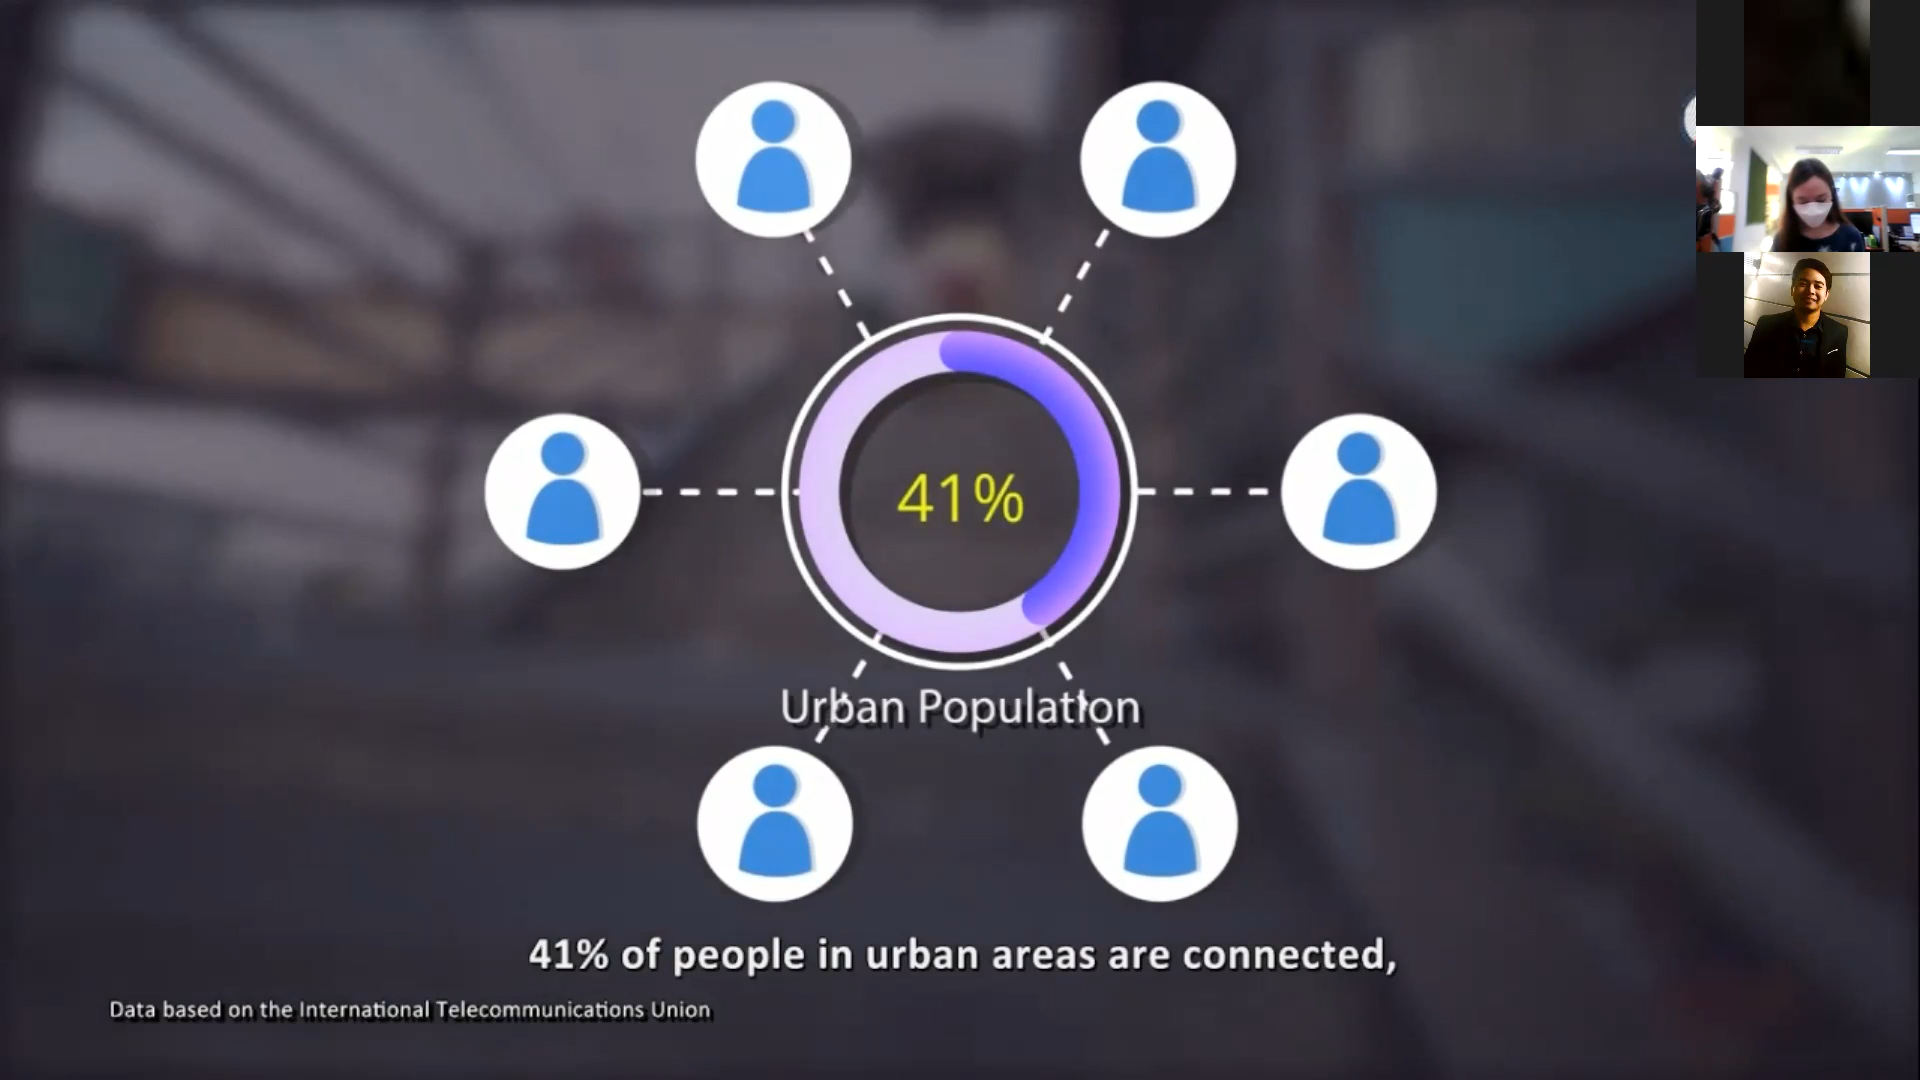 41%
Urban Population
41% of people in urban areas are connected,
Data based on the International Telecommunications Union